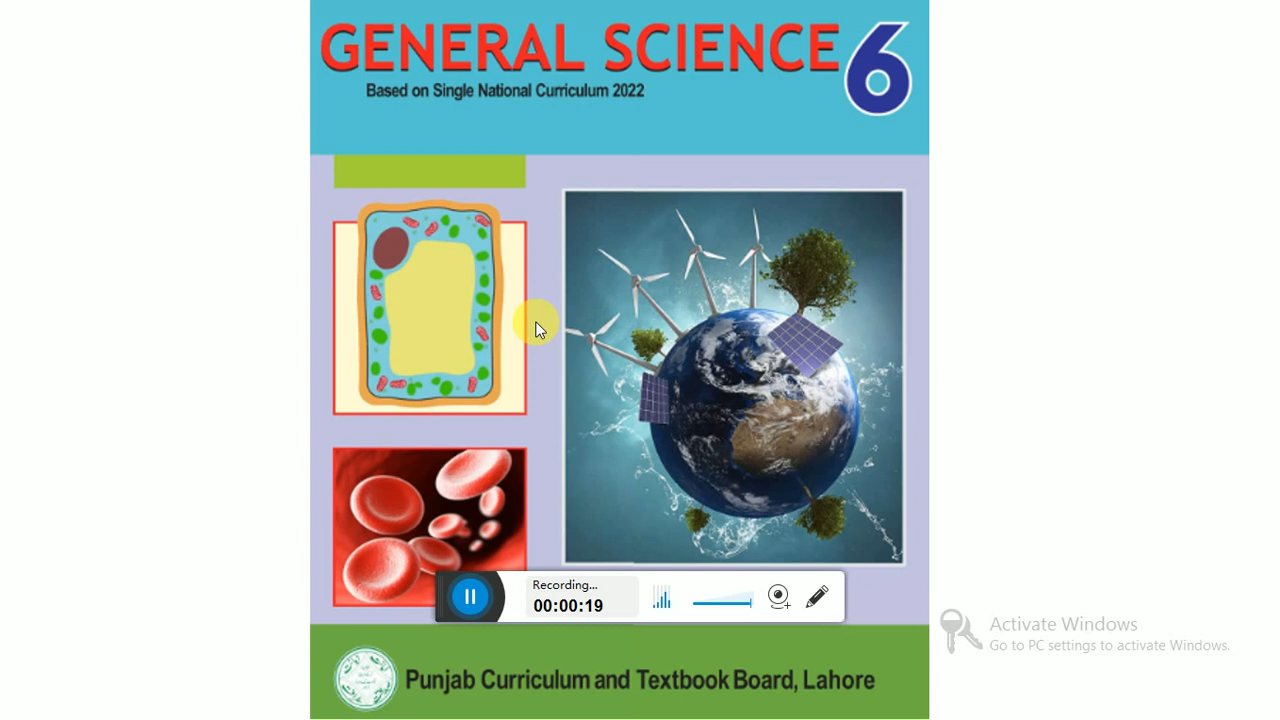 GENERAL SCIENCE 6
Based on Single National Curriculum 2022
Recording...
00:00:19
Activate Windows
Go to PC settings to activate Windows.
Punjab Curriculum and Textbook Board, Lahore